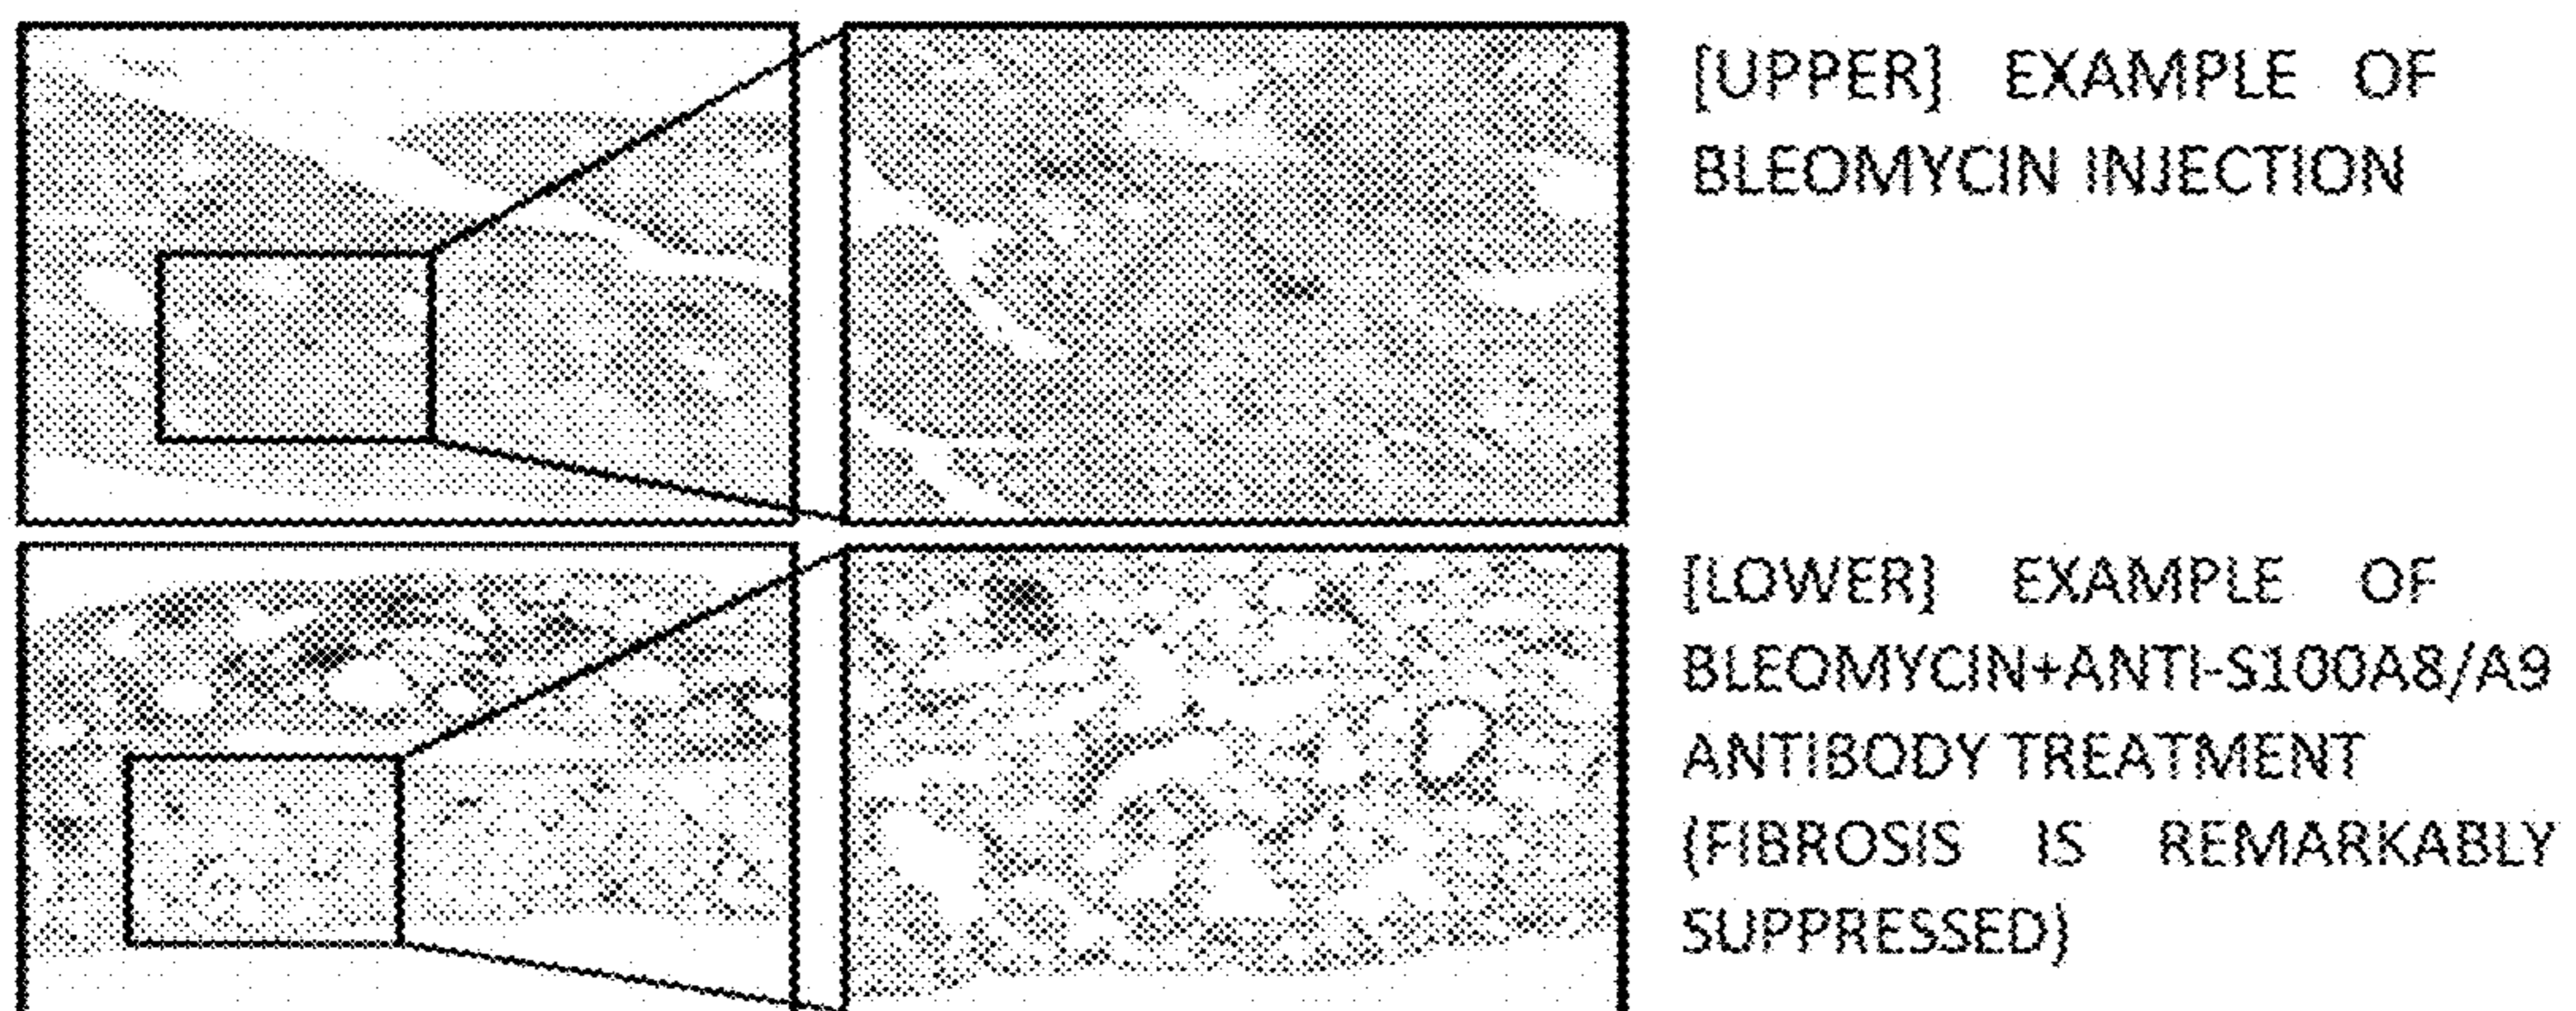 [UPPER] EXAMPLE OF
BLEOMYCIN INJECTION
[LOWER] EXAMPLE OF
BLEOMYCIN+ANTI-S100A8/A9
ANTIBODY TREATMENT
(FIBROSIS IS REMARKABLY
SUPPRESSED)